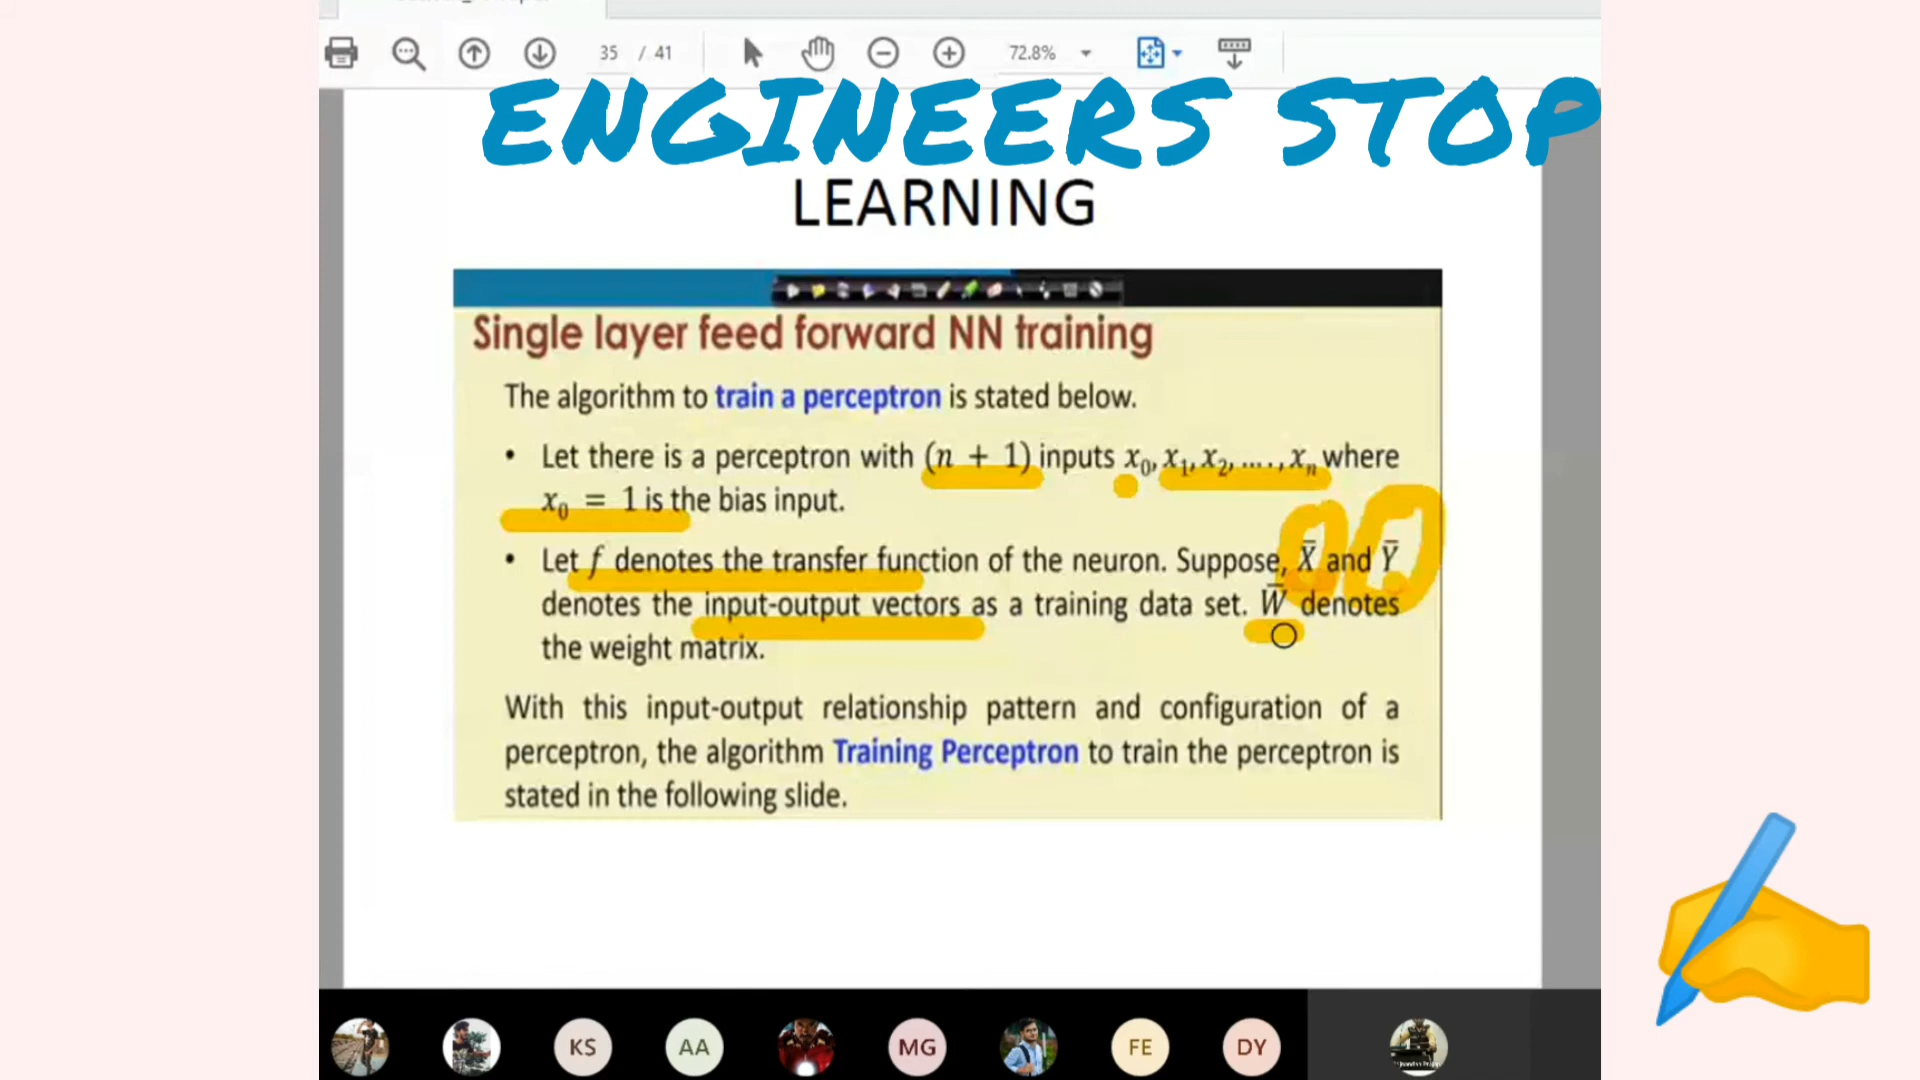 35 / 41
72.8%
ENGINEERS STOP
LEARNING
Single layer feed forward NN training
The algorithm to train a perceptron is stated below.
• Let there is a perceptron with (n + 1) inputs x₀, x₁, x₂, ...., xₙ where
x₀ = 1 is the bias input.
• Let f denotes the transfer function of the neuron. Suppose, X̄ and Ȳ
denotes the input-output vectors as a training data set. W̄ denotes
the weight matrix.
With this input-output relationship pattern and configuration of a
perceptron, the algorithm Training Perceptron to train the perceptron is
stated in the following slide.
KS AA MG FE DY